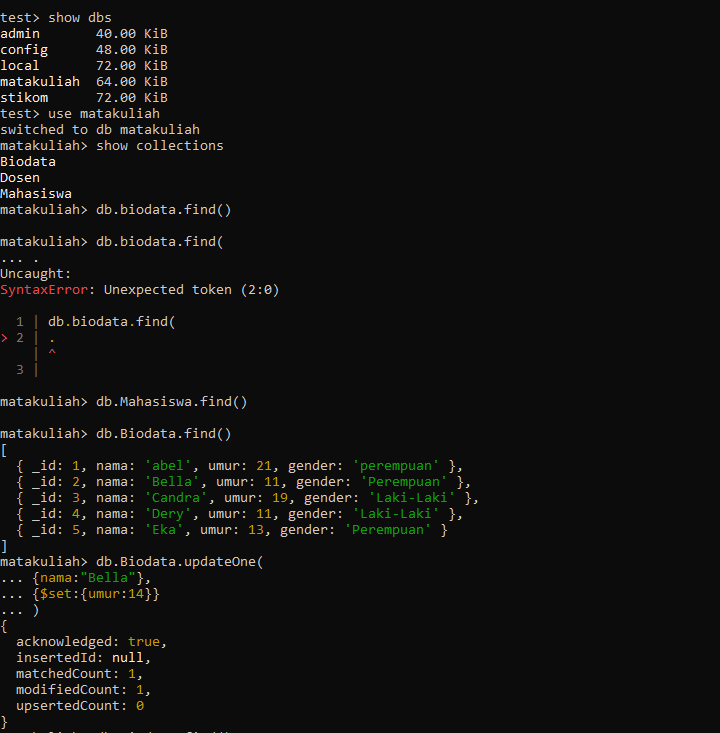 test> show dbs
admin       40.00 KiB
config      48.00 KiB
local       72.00 KiB
matakuliah  64.00 KiB
stikom      72.00 KiB
test> use matakuliah
switched to db matakuliah
matakuliah> show collections
Biodata
Dosen
Mahasiswa
matakuliah> db.biodata.find()
matakuliah> db.biodata.find(
... .
Uncaught:
SyntaxError: Unexpected token (2:0)
  1 | db.biodata.find(
> 2 | .
    | ^
  3 |
matakuliah> db.Mahasiswa.find()
matakuliah> db.Biodata.find()
[
  { _id: 1, nama: 'abel', umur: 21, gender: 'perempuan' },
  { _id: 2, nama: 'Bella', umur: 11, gender: 'Perempuan' },
  { _id: 3, nama: 'Candra', umur: 19, gender: 'Laki-Laki' },
  { _id: 4, nama: 'Dery', umur: 11, gender: 'Laki-Laki' },
  { _id: 5, nama: 'Eka', umur: 13, gender: 'Perempuan' }
]
matakuliah> db.Biodata.updateOne(
... {nama:"Bella"},
... {$set:{umur:14}}
... )
{
  acknowledged: true,
  insertedId: null,
  matchedCount: 1,
  modifiedCount: 1,
  upsertedCount: 0
}